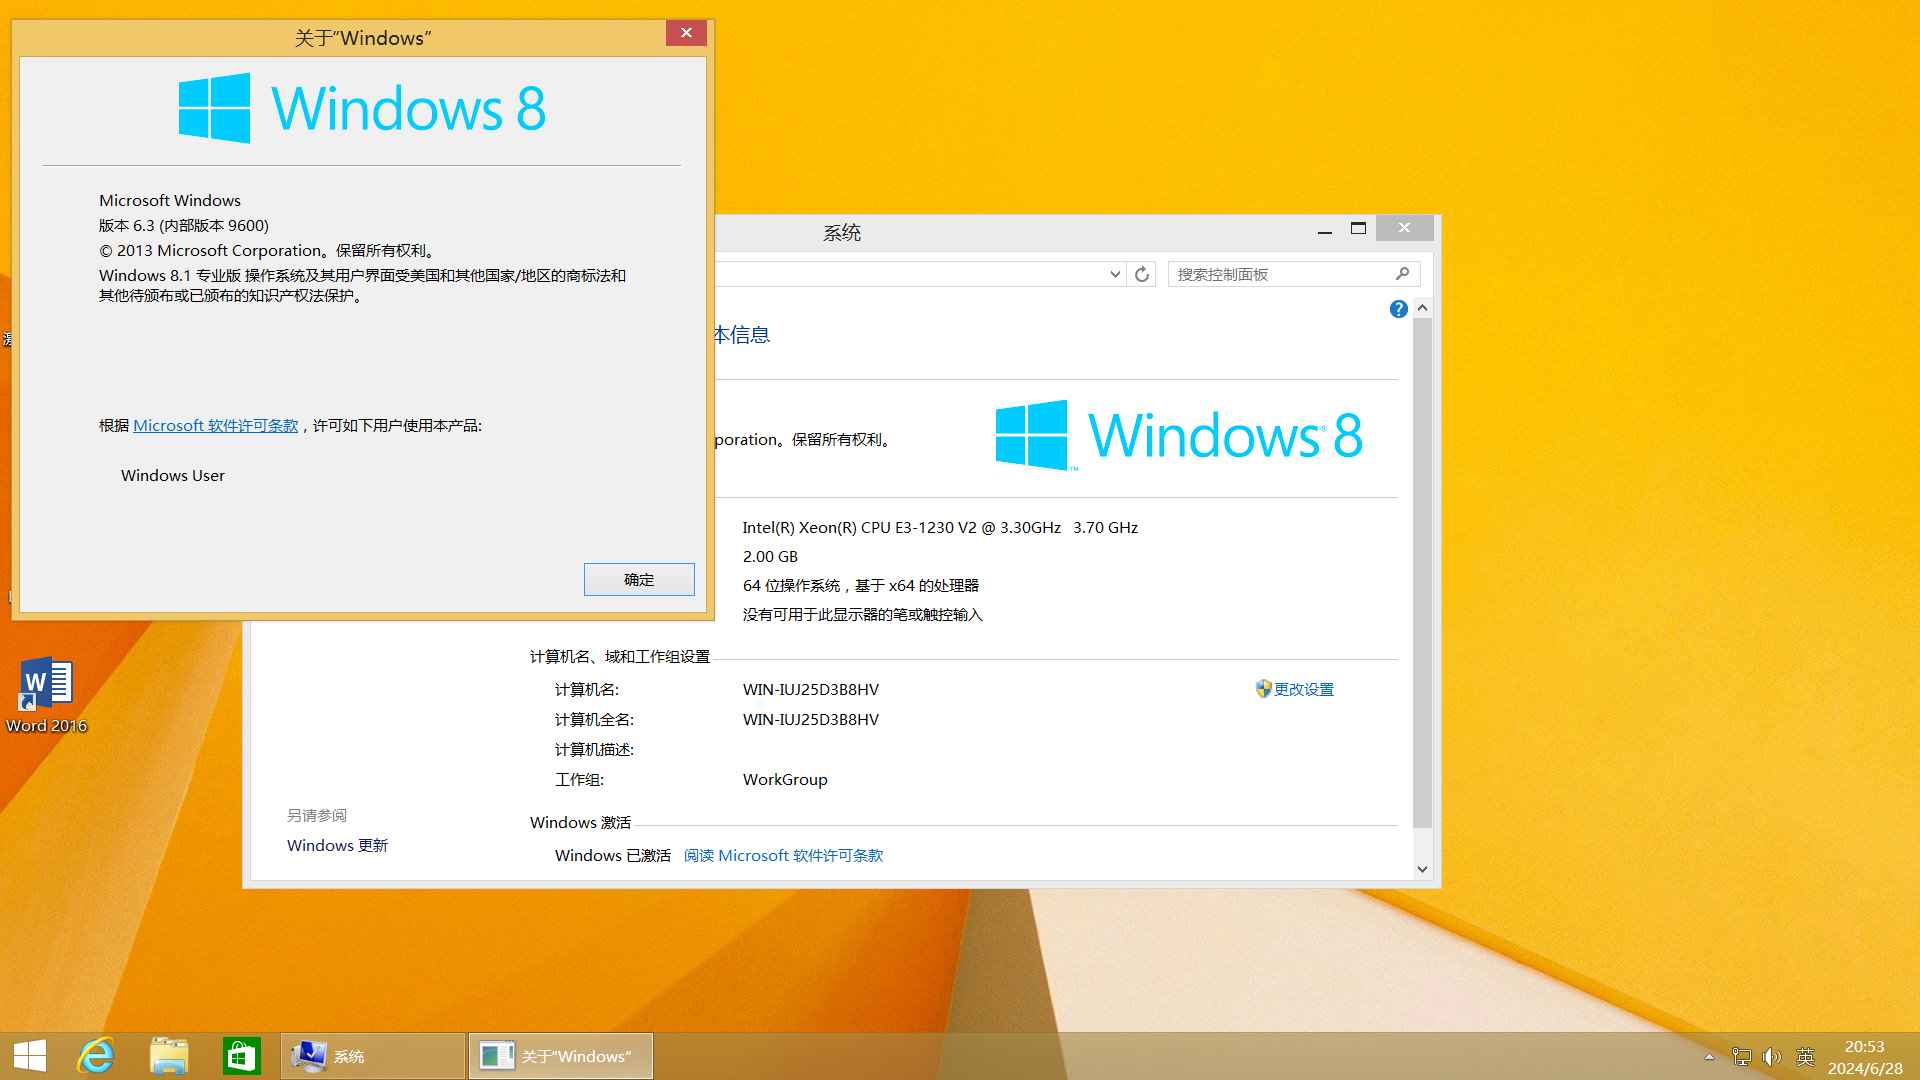 关于“Windows”
Windows 8
Microsoft Windows
版本 6.3 (内部版本 9600)
© 2013 Microsoft Corporation。保留所有权利。
Windows 8.1 专业版 操作系统及其用户界面受美国和其他国家/地区的商标法和
其他待颁布或已颁布的知识产权法保护。
根据 Microsoft 软件许可条款，许可如下用户使用本产品:
Windows User
确定
系统
搜索控制面板
本信息
poration。保留所有权利。
Windows® 8
Intel(R) Xeon(R) CPU E3-1230 V2 @ 3.30GHz 3.70 GHz
2.00 GB
64 位操作系统，基于 x64 的处理器
没有可用于此显示器的笔或触控输入
计算机名、域和工作组设置
计算机名: WIN-IUJ25D3B8HV 更改设置
计算机全名: WIN-IUJ25D3B8HV
计算机描述:
工作组: WorkGroup
另请参阅
Windows 更新
Windows 激活
Windows 已激活 阅读 Microsoft 软件许可条款
Word 2016
系统
关于“Windows”
英
20:53
2024/6/28